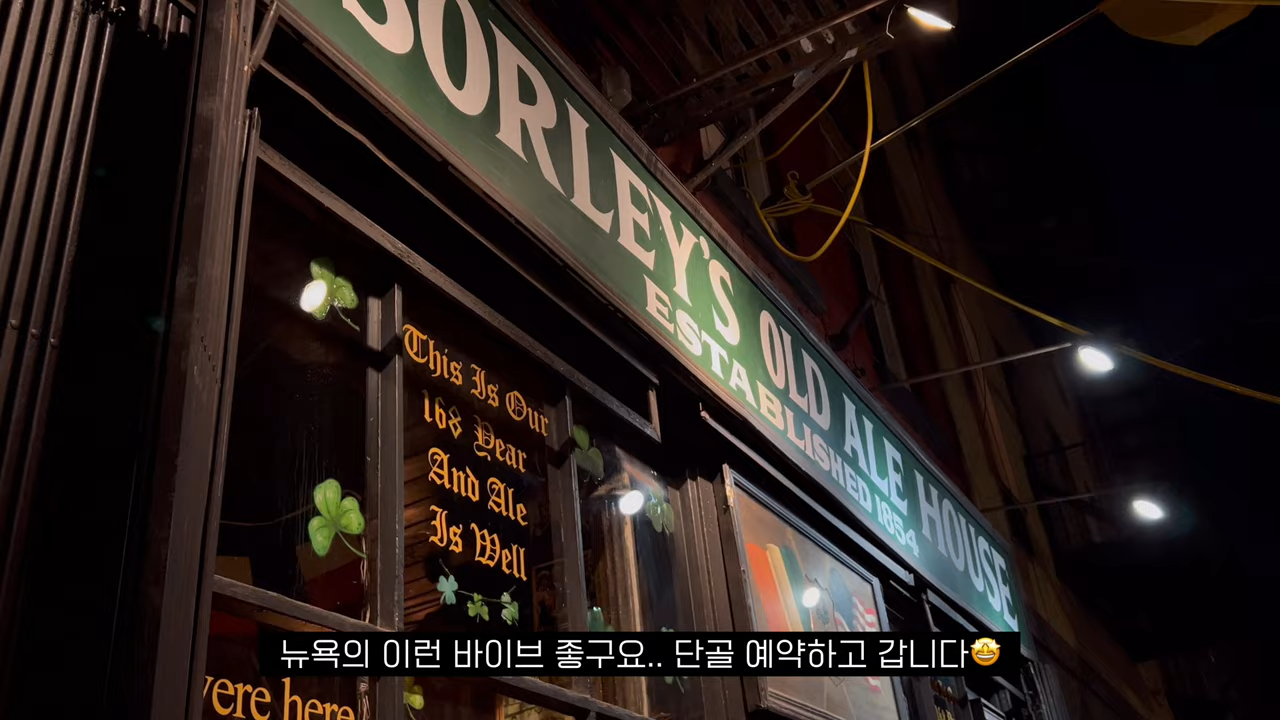 SORLEY'S OLD ALE HOUSE
ESTABLISHED 1854
This Is Our
168 Year
And Ale
Is Well
were here
뉴욕의 이런 바이브 좋구요.. 단골 예약하고 갑니다🤩